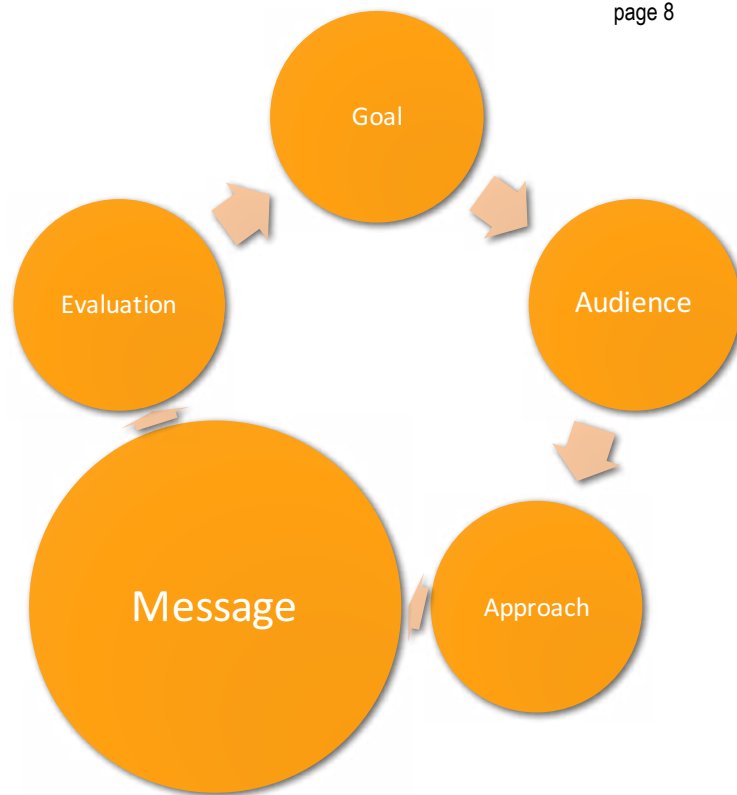 page 8
Goal
Audience
Approach
Message
Evaluation